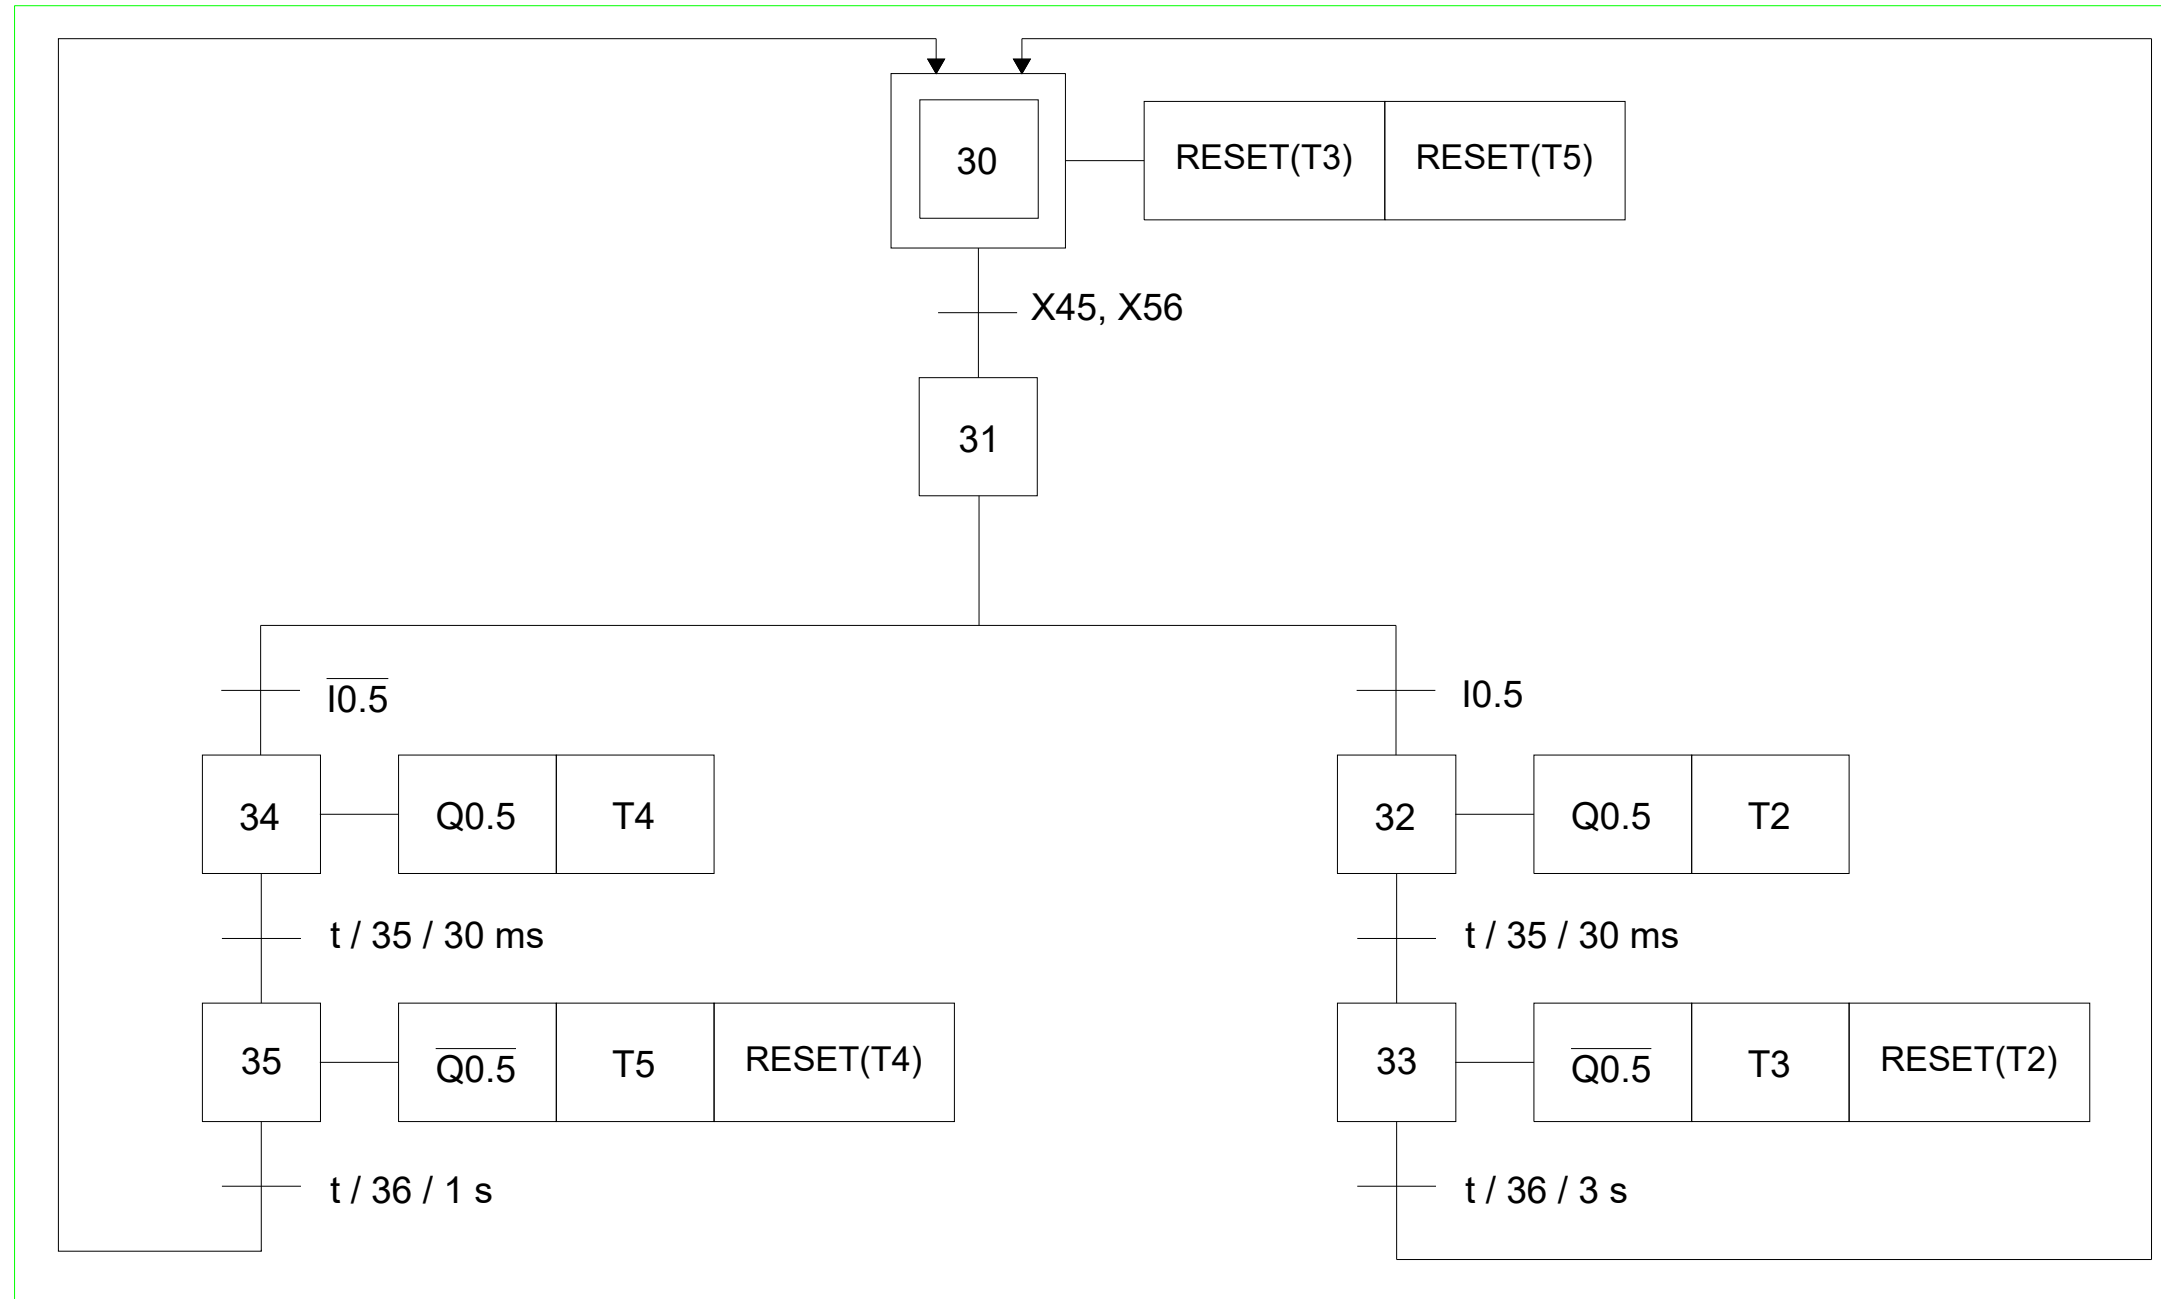 30
RESET(T3) RESET(T5)
X45, X56
31
I0.5
I0.5
34 Q0.5 T4
32 Q0.5 T2
t / 35 / 30 ms
t / 35 / 30 ms
35 Q0.5 T5 RESET(T4)
33 Q0.5 T3 RESET(T2)
t / 36 / 1 s
t / 36 / 3 s